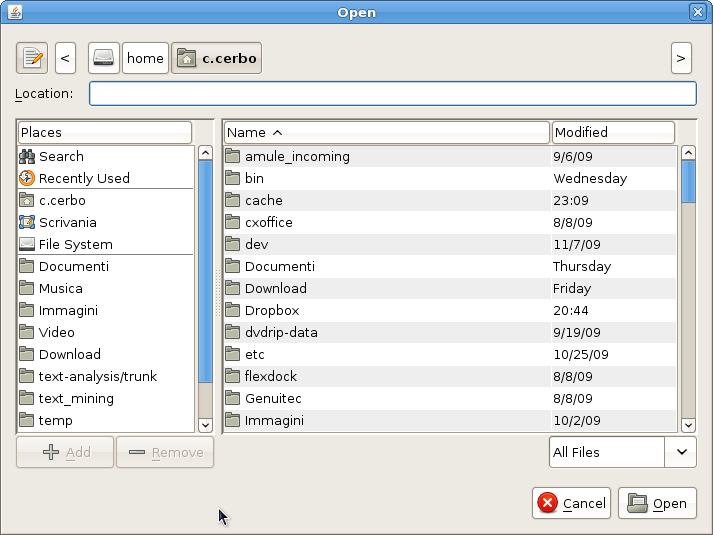 Open
< home c.cerbo >
Location:
Places
Search
Recently Used
c.cerbo
Scrivania
File System
Documenti
Musica
Immagini
Video
Download
text-analysis/trunk
text_mining
temp
Add Remove
Name Modified
amule_incoming 9/6/09
bin Wednesday
cache 23:09
cxoffice 8/8/09
dev 11/7/09
Documenti Thursday
Download Friday
Dropbox 20:44
dvdrip-data 9/19/09
etc 10/25/09
flexdock 8/8/09
Genuitec 8/8/09
Immagini 10/2/09
All Files
Cancel Open